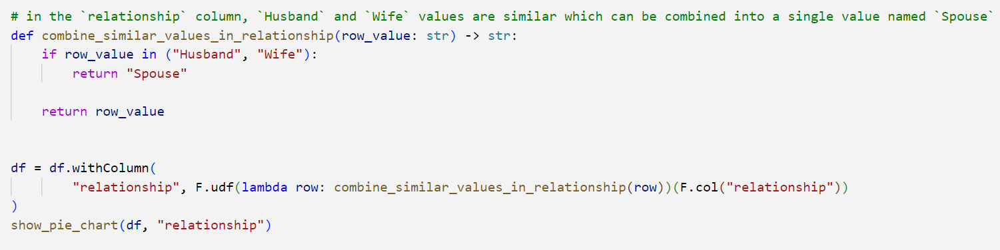 # in the `relationship` column, `Husband` and `Wife` values are similar which can be combined into a single value named `Spouse`
def combine_similar_values_in_relationship(row_value: str) -> str:
    if row_value in ("Husband", "Wife"):
        return "Spouse"

    return row_value


df = df.withColumn(
        "relationship", F.udf(lambda row: combine_similar_values_in_relationship(row))(F.col("relationship"))
)
show_pie_chart(df, "relationship")